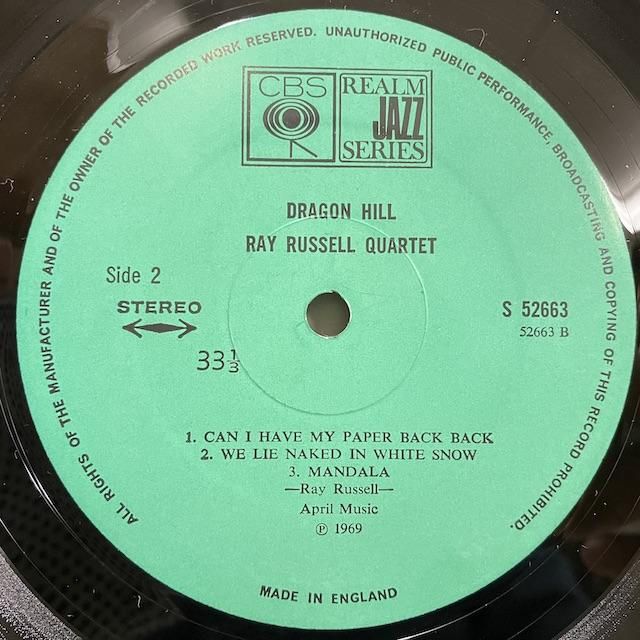 ALL RIGHTS OF THE MANUFACTURER AND OF THE OWNER OF THE RECORDED WORK RESERVED. UNAUTHORIZED PUBLIC PERFORMANCE, BROADCASTING AND COPYING OF THIS RECORD PROHIBITED.
CBS
REALM
JAZZ
SERIES
DRAGON HILL
RAY RUSSELL QUARTET
Side 2
STEREO
S 52663
52663 B
33⅓
1. CAN I HAVE MY PAPER BACK BACK
2. WE LIE NAKED IN WHITE SNOW
3. MANDALA
—Ray Russell—
April Music
℗ 1969
MADE IN ENGLAND